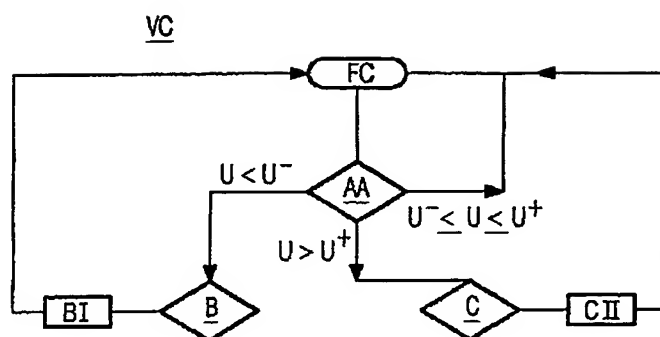 VC
FC
U < U⁻
AA
U⁻ ≤ U ≤ U⁺
U > U⁺
BI
B
C
CII